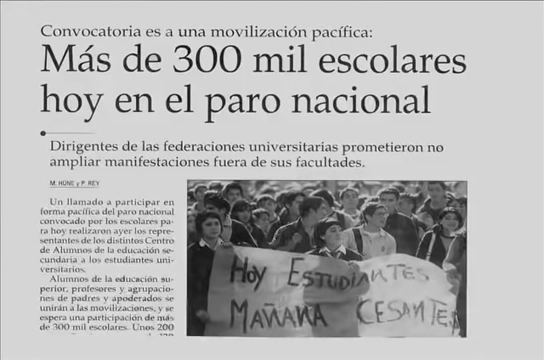 Convocatoria es a una movilización pacífica:
Más de 300 mil escolares
hoy en el paro nacional
Dirigentes de las federaciones universitarias prometieron no
ampliar manifestaciones fuera de sus facultades.
M. HÜNE y P. REY
Un llamado a participar en
forma pacífica del paro nacional
convocado por los escolares pa-
ra hoy realizaron ayer los repre-
sentantes de los distintos Centro
de Alumnos de la educación se-
cundaria a los estudiantes uni-
versitarios.
Alumnos de la educación su-
perior, profesores y agrupacio-
nes de padres y apoderados se
unirán a las movilizaciones, y se
espera una participación de más
de 300 mil escolares. Unos 200
HOY ESTUDIANTES
MAÑANA CESANTES